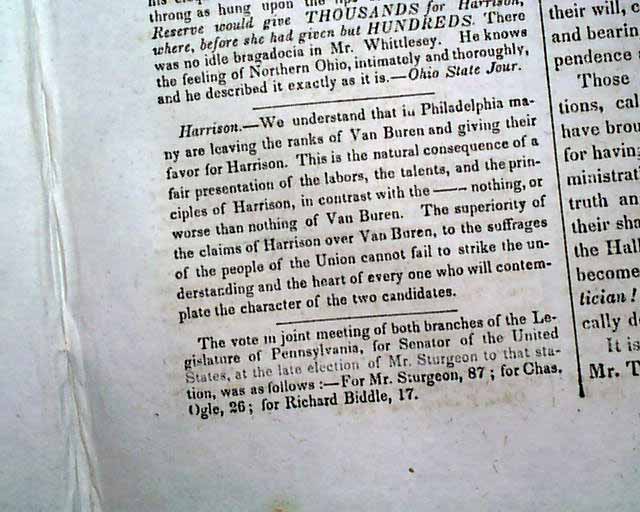 throng as hung upon the
Reserve would give THOUSANDS for Harrison,
where, before she had given but HUNDREDS. There
was no idle bragadocia in Mr. Whittlesey. He knows
the feeling of Northern Ohio, intimately and thoroughly,
and he described it exactly as it is.—Ohio State Jour.
Harrison.—We understand that in Philadelphia ma-
ny are leaving the ranks of Van Buren and giving their
favor for Harrison. This is the natural consequence of a
fair presentation of the labors, the talents, and the prin-
ciples of Harrison, in contrast with the —— nothing, or
worse than nothing of Van Buren. The superiority of
the claims of Harrison over Van Buren, to the suffrages
of the people of the Union cannot fail to strike the un-
derstanding and the heart of every one who will contem-
plate the character of the two candidates.
The vote in joint meeting of both branches of the Le-
gislature of Pennsylvania, for Senator of the United
States, at the late election of Mr. Sturgeon to that sta-
tion, was as follows :—For Mr. Sturgeon, 87 ; for Chas.
Ogle, 26 ; for Richard Biddle, 17.
their will, c
and bearin
pendence
Those
tions, cal
have brou
for having
ministrat
truth an
their sha
the Hall
become
tician!
cally d
It is
Mr. T